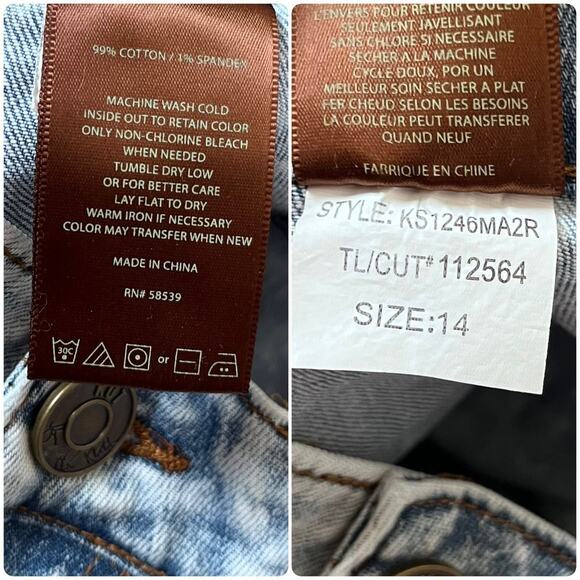 99% COTTON / 1% SPANDEX
MACHINE WASH COLD
INSIDE OUT TO RETAIN COLOR
ONLY NON-CHLORINE BLEACH
WHEN NEEDED
TUMBLE DRY LOW
OR FOR BETTER CARE
LAY FLAT TO DRY
WARM IRON IF NECESSARY
COLOR MAY TRANSFER WHEN NEW
MADE IN CHINA
RN# 58539
30C
or
L'ENVERS POUR RETENIR COULEUR
SEULEMENT JAVELLISANT
SANS CHLORE SI NECESSAIRE
SECHER A LA MACHINE
CYCLE DOUX, POR UN
MEILLEUR SOIN SECHER A PLAT
FER CHEUD SELON LES BESOINS
LA COULEUR PEUT TRANSFERER
QUAND NEUF
FABRIQUE EN CHINE
STYLE: KS1246MA2R
TL/CUT# 112564
SIZE:14